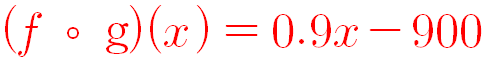 (f ∘ g)(x) = 0.9x − 900